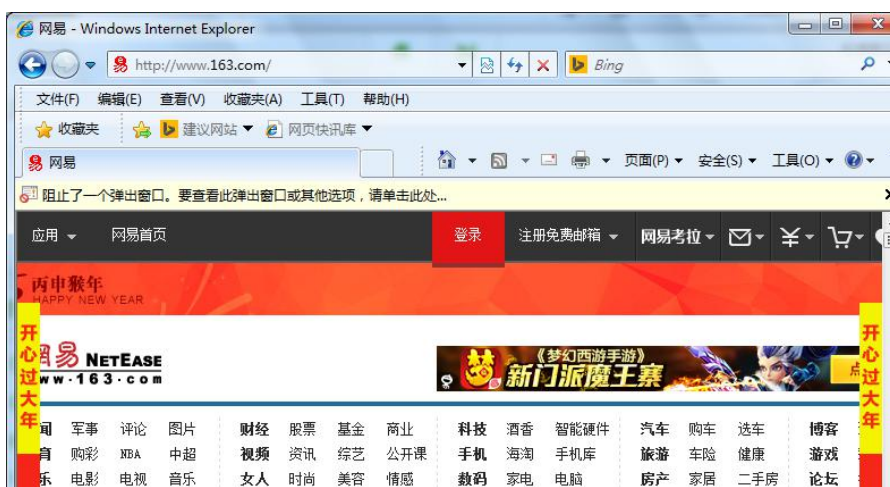 网易 - Windows Internet Explorer
http://www.163.com/ Bing
文件(F) 编辑(E) 查看(V) 收藏夹(A) 工具(T) 帮助(H)
收藏夹 建议网站 网页快讯库
网易 页面(P) 安全(S) 工具(O)
阻止了一个弹出窗口。要查看此弹出窗口或其他选项，请单击此处...
应用 网易首页 登录 注册免费邮箱 网易考拉
丙申猴年
HAPPY NEW YEAR
开心过大年
易 NETEASE
ww·163·com
《梦幻西游手游》
新门派魔王寨
开心过大年
军事 评论 图片 财经 股票 基金 商业 科技 酒香 智能硬件 汽车 购车 选车 博客
购彩 NBA 中超 视频 资讯 综艺 公开课 手机 海淘 手机库 旅游 车险 健康 游戏
乐 电影 电视 音乐 女人 时尚 美容 情感 数码 家电 电脑 房产 家居 二手房 论坛